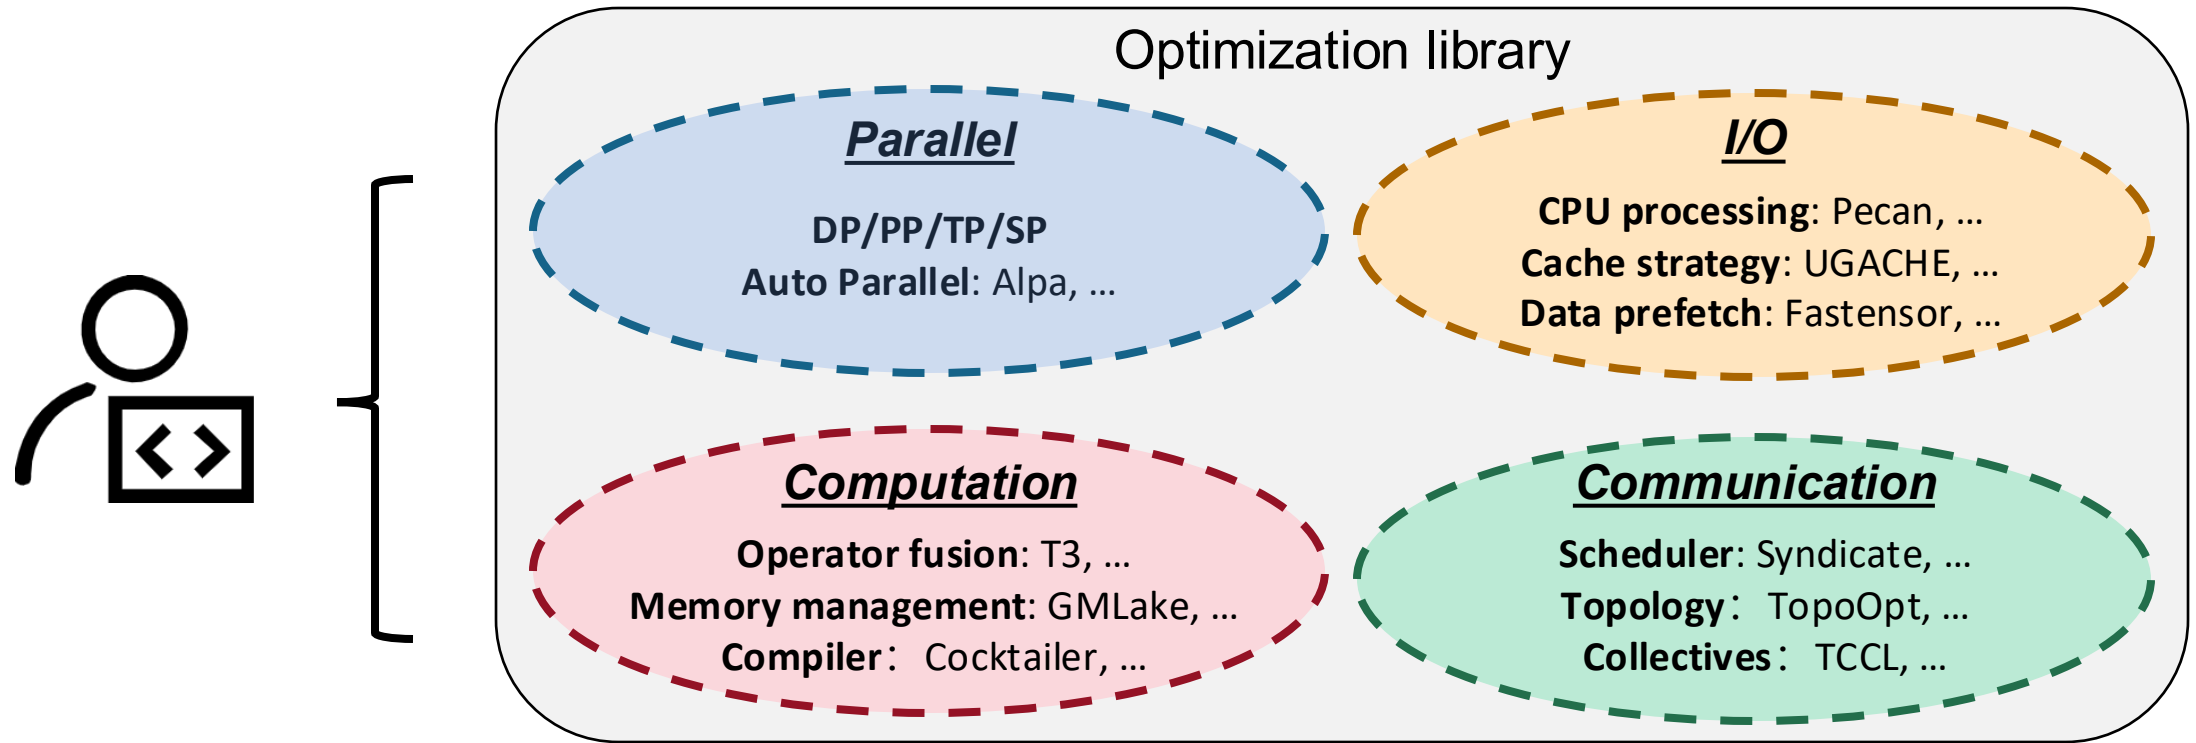 Optimization library
Parallel
DP/PP/TP/SP
Auto Parallel: Alpa, …
I/O
CPU processing: Pecan, …
Cache strategy: UGACHE, …
Data prefetch: Fastensor, …
Computation
Operator fusion: T3, …
Memory management: GMLake, …
Compiler： Cocktailer, …
Communication
Scheduler: Syndicate, …
Topology： TopoOpt, …
Collectives： TCCL, …